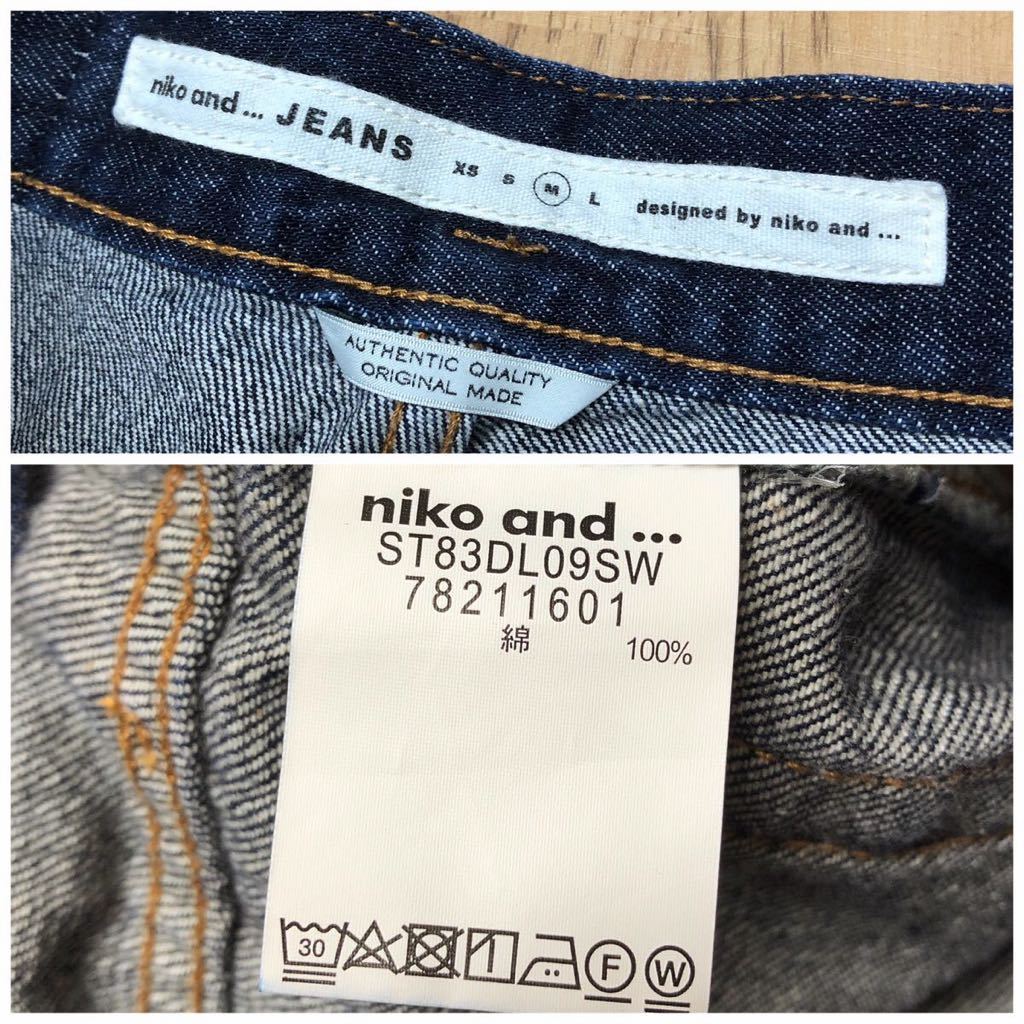 niko and ... JEANS XS S M L designed by niko and ...
AUTHENTIC QUALITY
ORIGINAL MADE
niko and ...
ST83DL09SW
78211601
綿 100%
30 F W